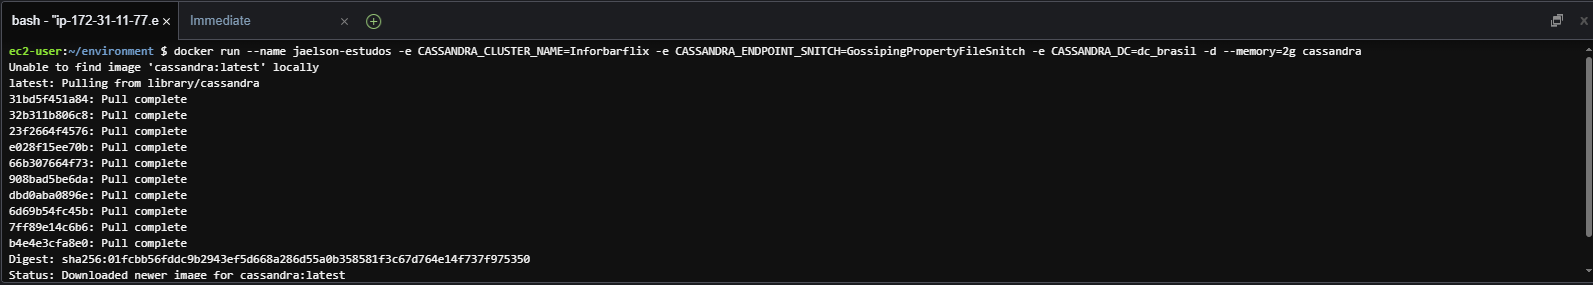 bash - "ip-172-31-11-77.e × Immediate ×
ec2-user:~/environment $ docker run --name jaelson-estudos -e CASSANDRA_CLUSTER_NAME=Inforbarflix -e CASSANDRA_ENDPOINT_SNITCH=GossipingPropertyFileSnitch -e CASSANDRA_DC=dc_brasil -d --memory=2g cassandra
Unable to find image 'cassandra:latest' locally
latest: Pulling from library/cassandra
31bd5f451a84: Pull complete
32b311b806c8: Pull complete
23f2664f4576: Pull complete
e028f15ee70b: Pull complete
66b307664f73: Pull complete
908bad5be6da: Pull complete
dbd0aba0896e: Pull complete
6d69b54fc45b: Pull complete
7ff89e14c6b6: Pull complete
b4e4e3cfa8e0: Pull complete
Digest: sha256:01fcbb56fddc9b2943ef5d668a286d55a0b358581f3c67d764e14f737f975350
Status: Downloaded newer image for cassandra:latest